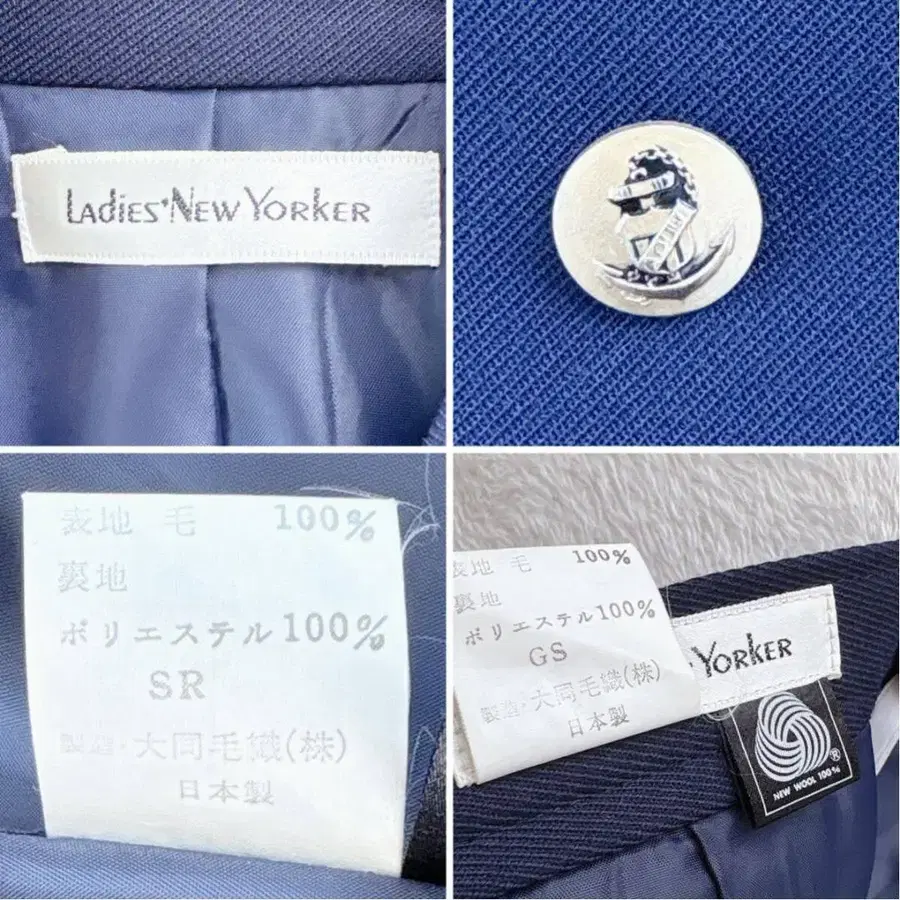 LADIES' NEW YORKER
表地 毛 100%
裏地
ポリエステル100%
SR
製造・大同毛織(株)
日本製
表地 毛 100%
裏地
ポリエステル100%
GS
製造・大同毛織(株)
日本製
YORKER
NEW WOOL 100%
®